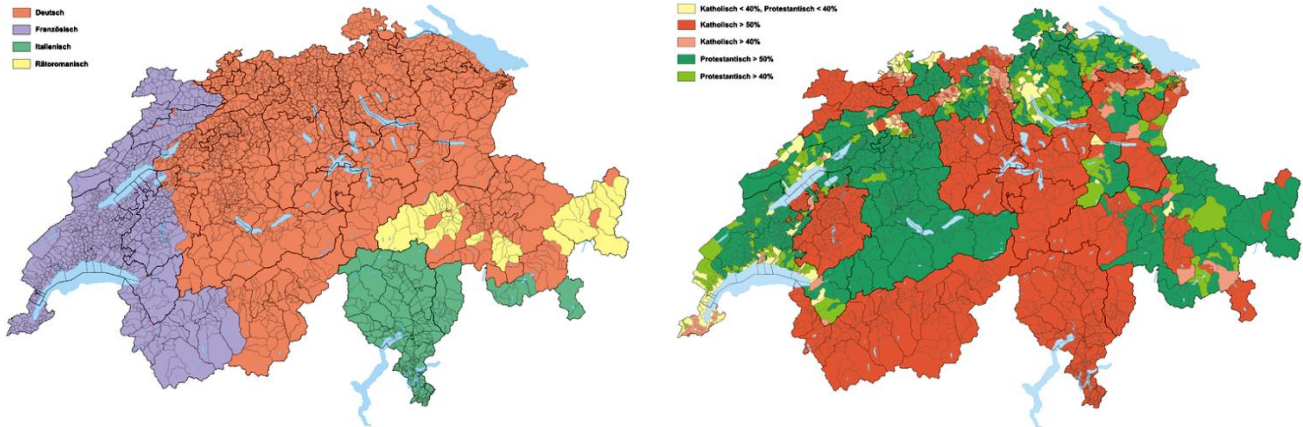 Deutsch
Französisch
Italienisch
Rätoromanisch
Katholisch < 40%, Protestantisch < 40%
Katholisch > 50%
Katholisch > 40%
Protestantisch > 50%
Protestantisch > 40%